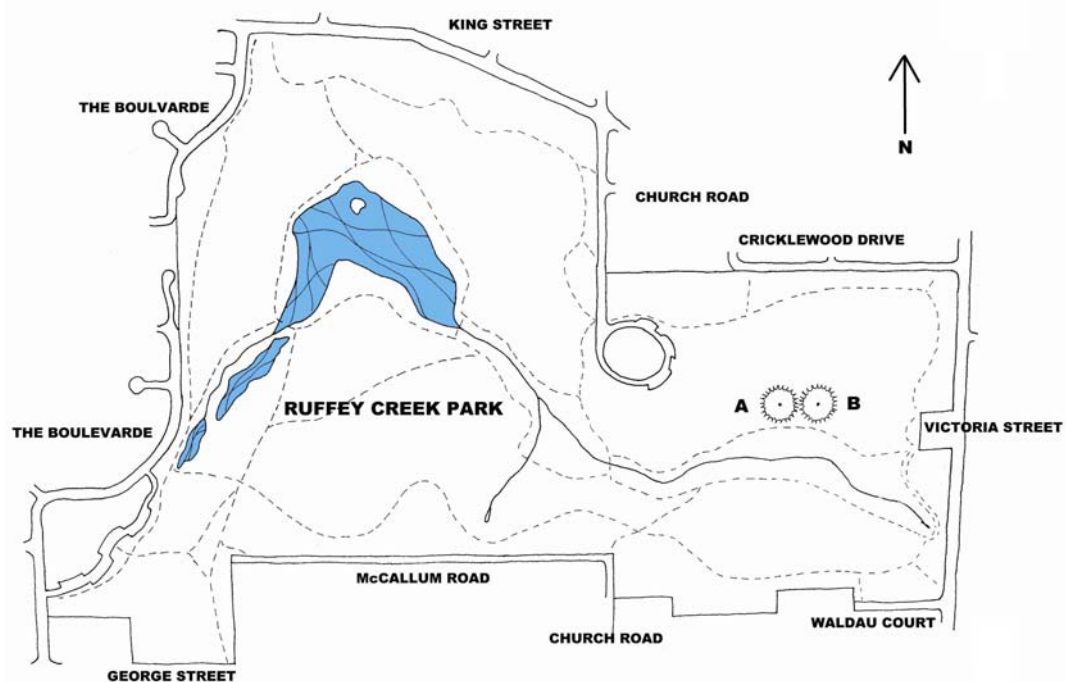 KING STREET
THE BOULVARDE
N
CHURCH ROAD
CRICKLEWOOD DRIVE
A
B
RUFFEY CREEK PARK
VICTORIA STREET
THE BOULEVARDE
McCALLUM ROAD
WALDAU COURT
CHURCH ROAD
GEORGE STREET